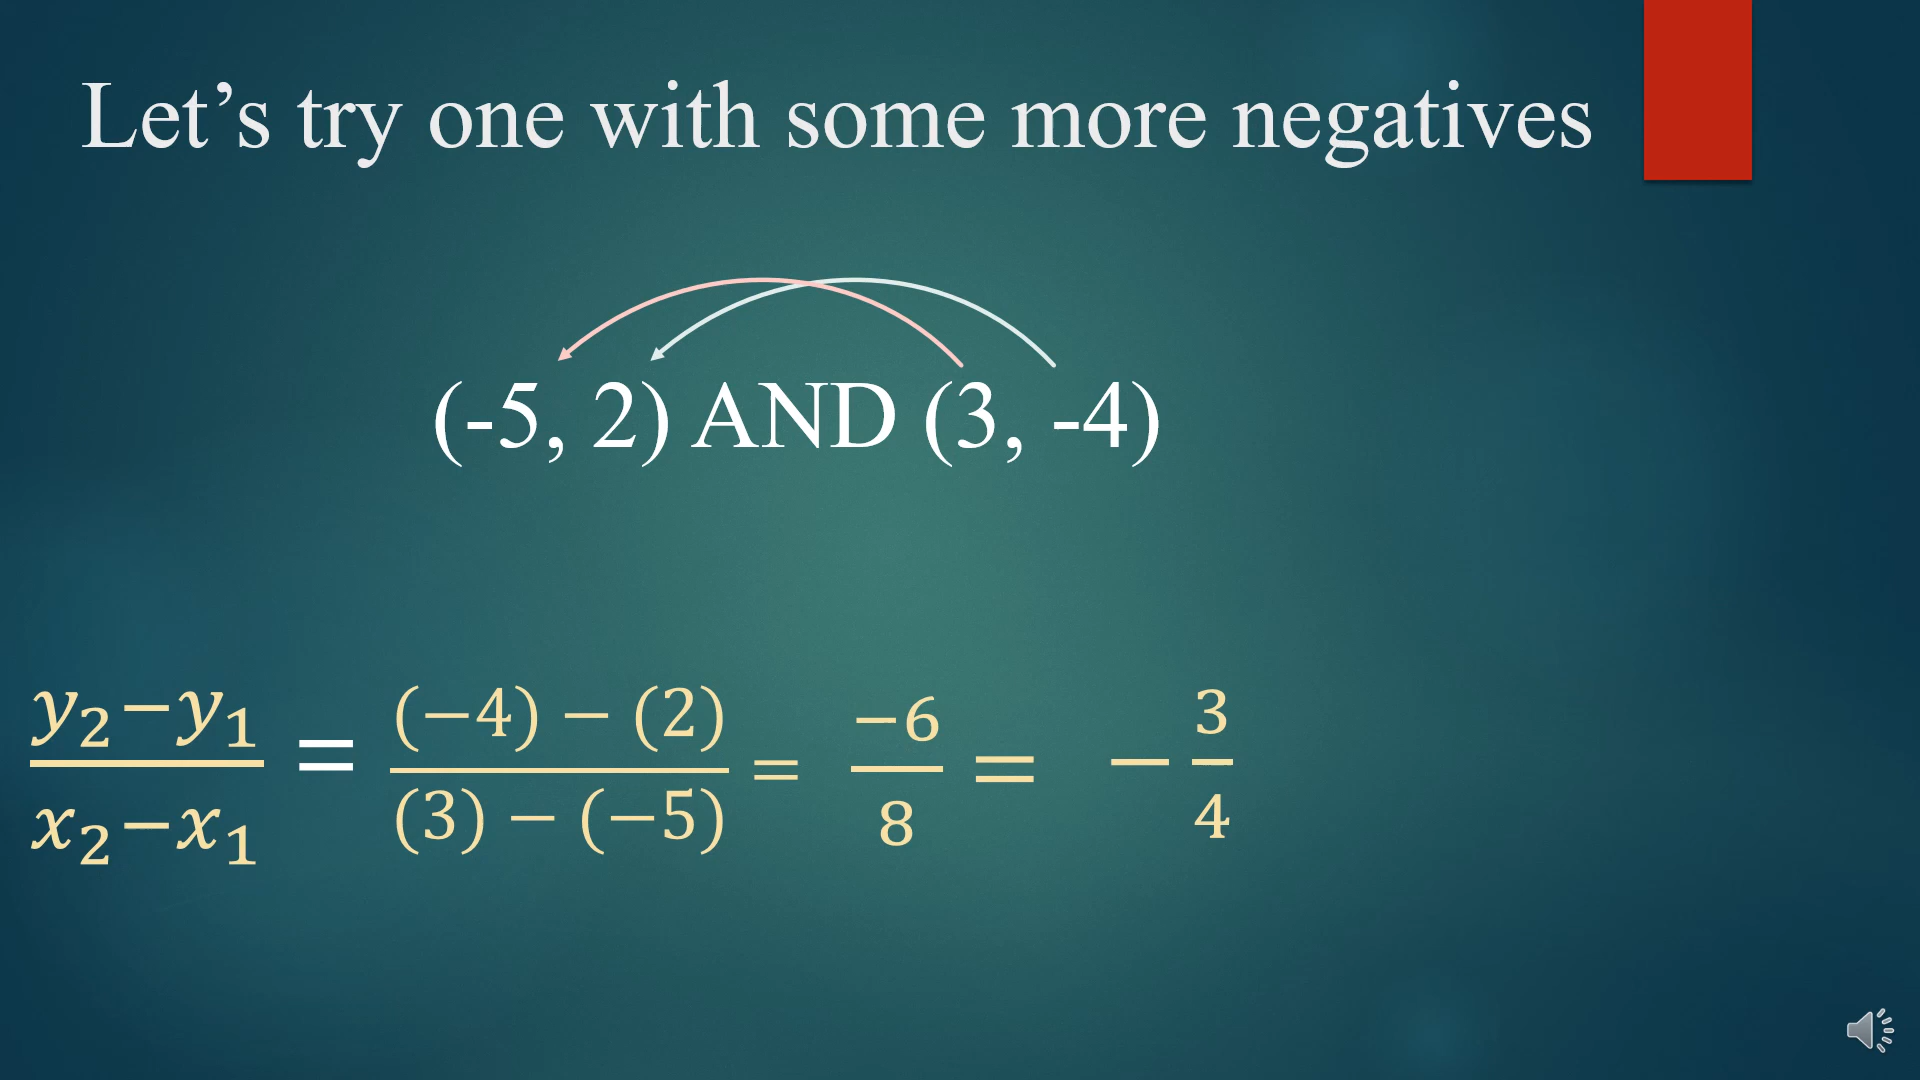 Let’s try one with some more negatives
(-5, 2) AND (3, -4)
y₂−y₁ / x₂−x₁ = (−4) − (2) / (3) − (−5) = −6 / 8 = − 3 / 4